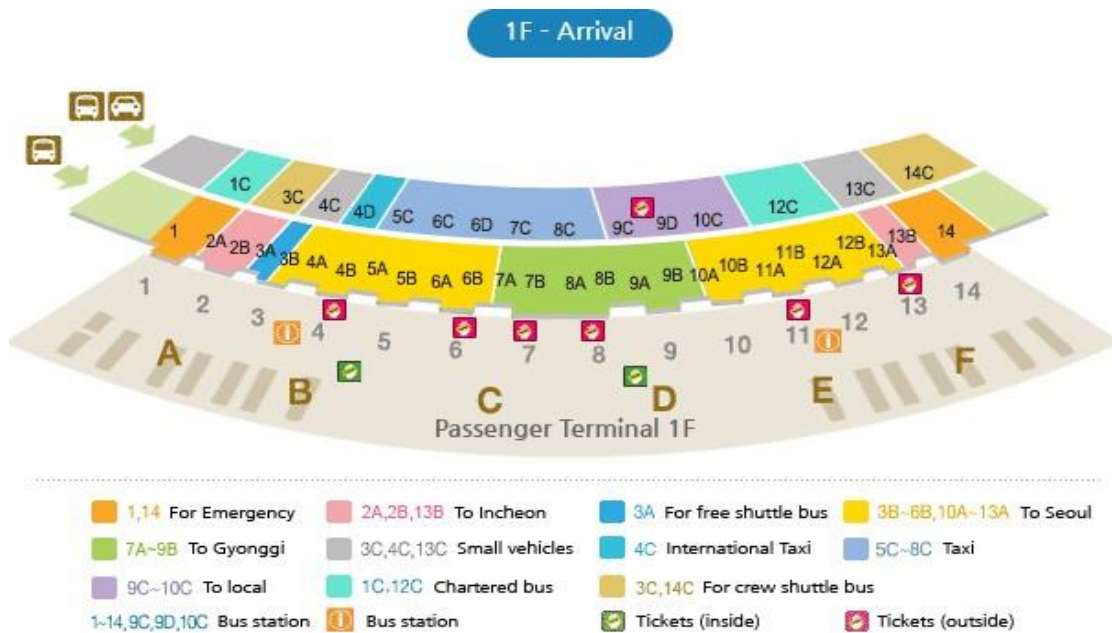 1F - Arrival
1C 3C 4C 4D 5C 6C 6D 7C 8C 9C 9D 10C 12C 13C 14C
1 2A 2B 3A 3B 4A 4B 5A 5B 6A 6B 7A 7B 8A 8B 9A 9B 10A 10B 11A 11B 12A 12B 13A 13B 14
1 2 3 4 5 6 7 8 9 10 11 12 13 14
A B C D E F
Passenger Terminal 1F
1,14 For Emergency 2A,2B,13B To Incheon 3A For free shuttle bus 3B~6B,10A~13A To Seoul
7A~9B To Gyonggi 3C,4C,13C Small vehicles 4C International Taxi 5C~8C Taxi
9C~10C To local 1C,12C Chartered bus 3C,14C For crew shuttle bus
1~14,9C,9D,10C Bus station Bus station Tickets (inside) Tickets (outside)